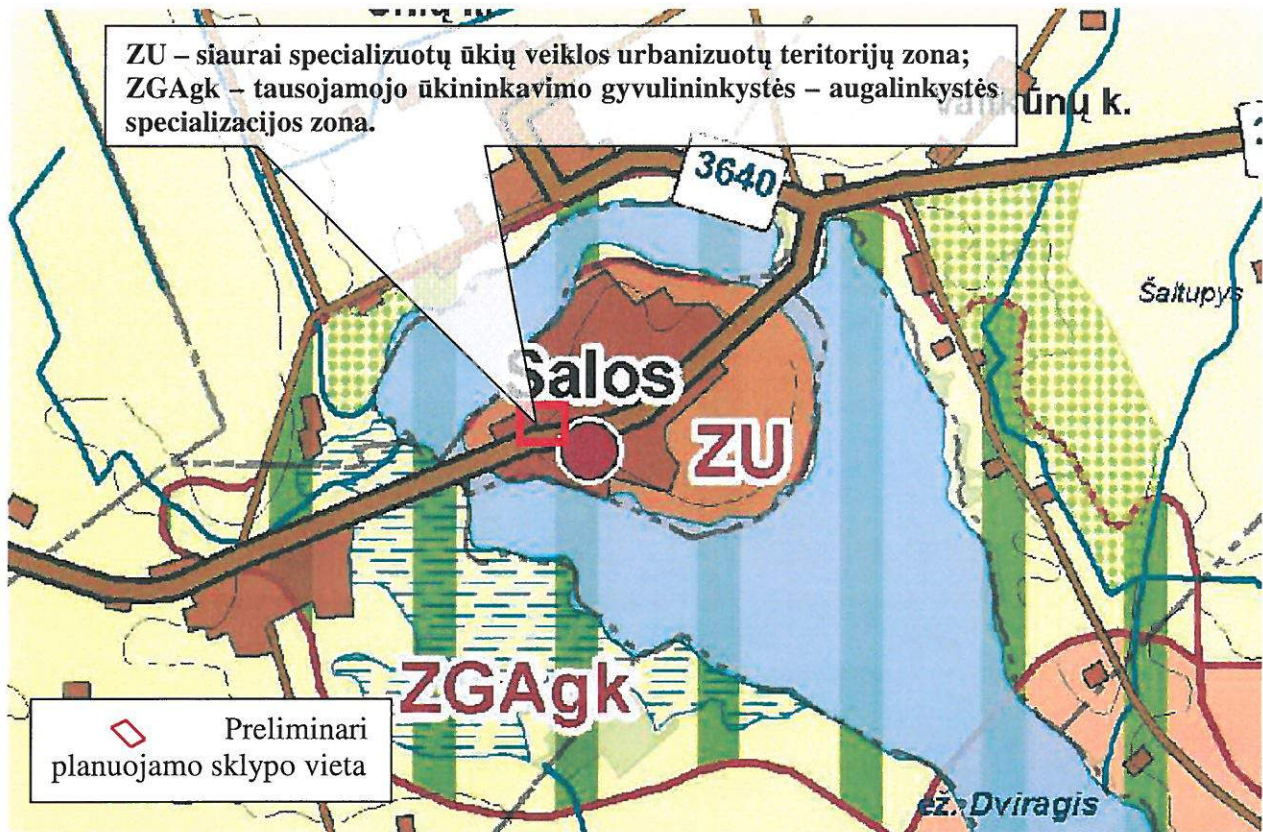 ZU – siaurai specializuotų ūkių veiklos urbanizuotų teritorijų zona;
ZGAgk – tausojamojo ūkininkavimo gyvulininkystės – augalinkystės
specializacijos zona.
ūnų k.
3640
Šaltupys
Salos
ZU
ZGAgk
Preliminari
planuojamo sklypo vieta
ež. Dviragis